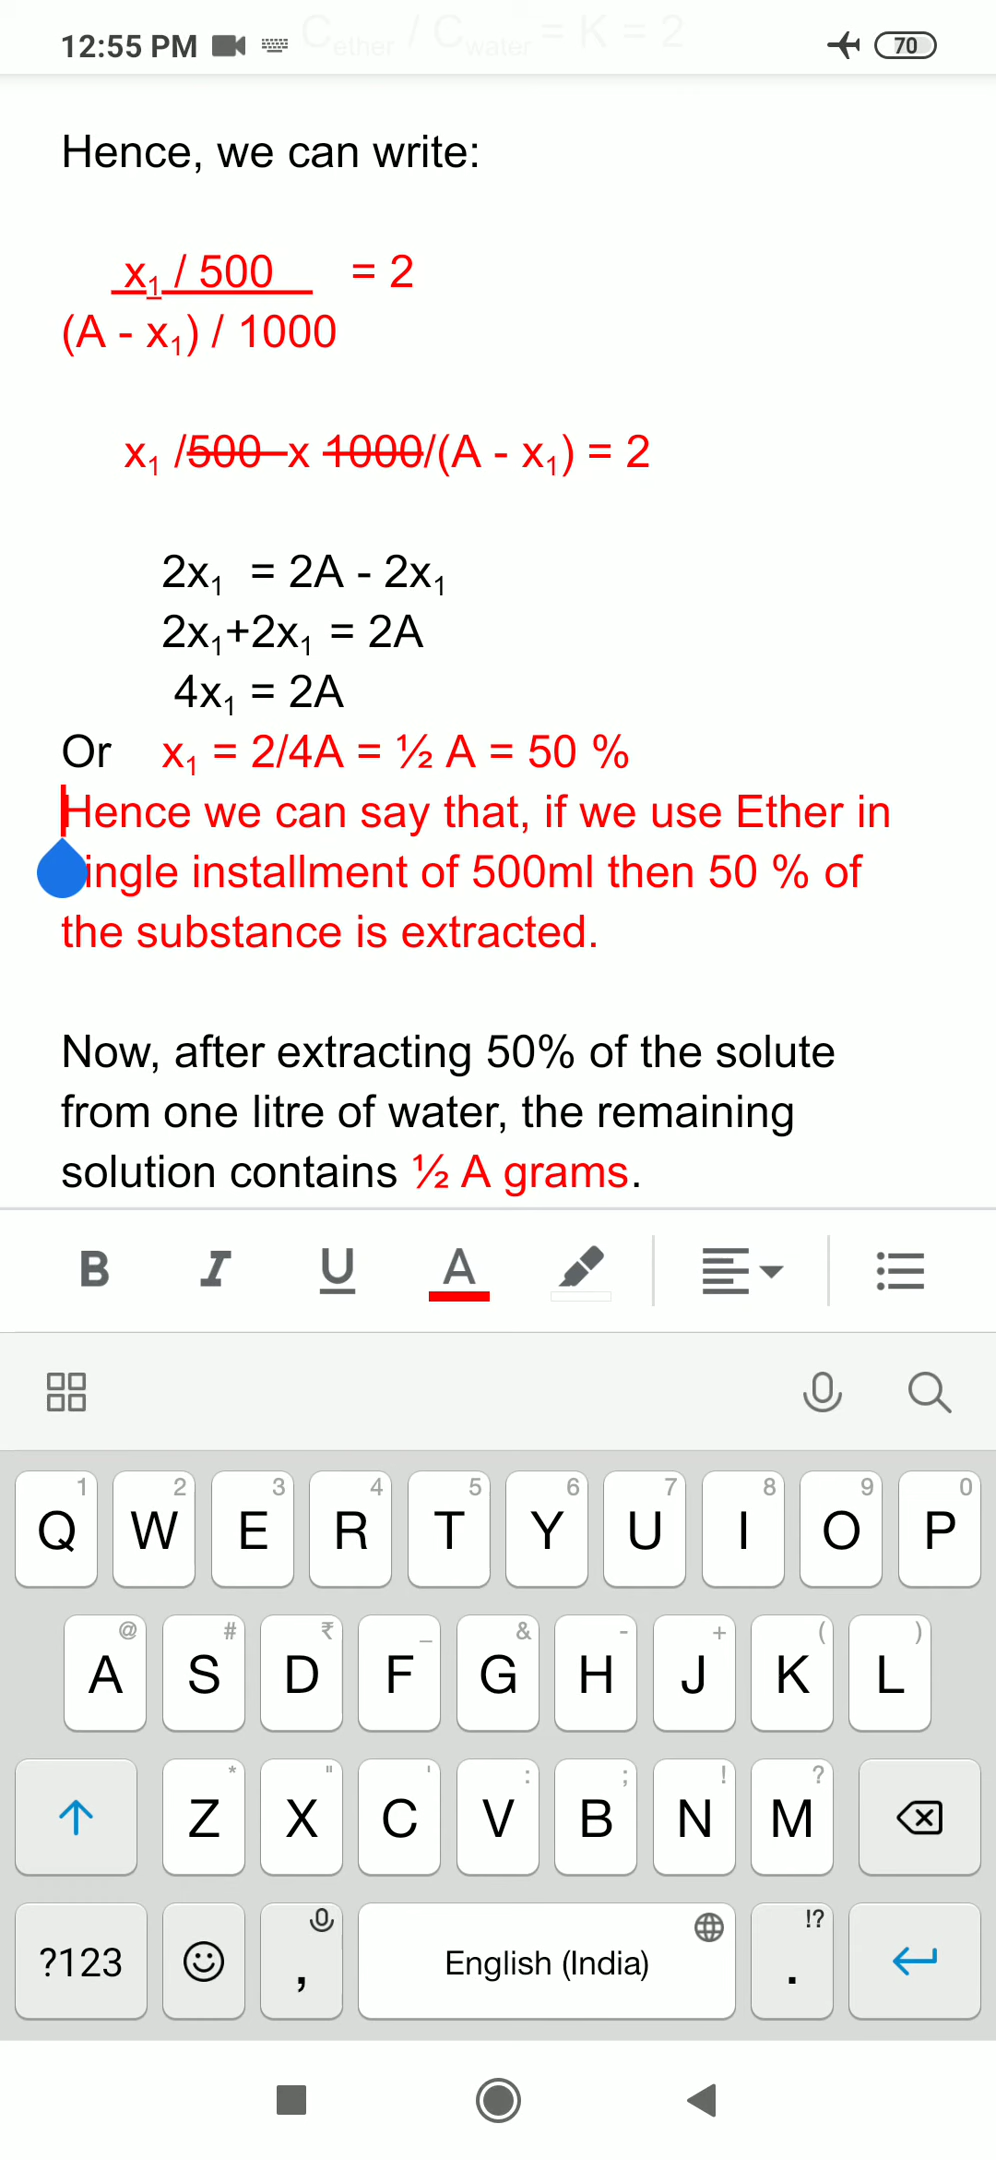 12:55 PM 70
C_ether / C_water = K = 2
Hence, we can write:
x₁ / 500 = 2
(A - x₁) / 1000
x₁ /500 x 1000/(A - x₁) = 2
2x₁ = 2A - 2x₁
2x₁+2x₁ = 2A
4x₁ = 2A
Or x₁ = 2/4A = ½ A = 50 %
Hence we can say that, if we use Ether in
ingle installment of 500ml then 50 % of
the substance is extracted.
Now, after extracting 50% of the solute
from one litre of water, the remaining
solution contains ½ A grams.
B I U A
1 2 3 4 5 6 7 8 9 0
Q W E R T Y U I O P
@ # ₹ _ & - + ( )
A S D F G H J K L
* " ' : ; ! ?
Z X C V B N M
!?
?123 , English (India) .